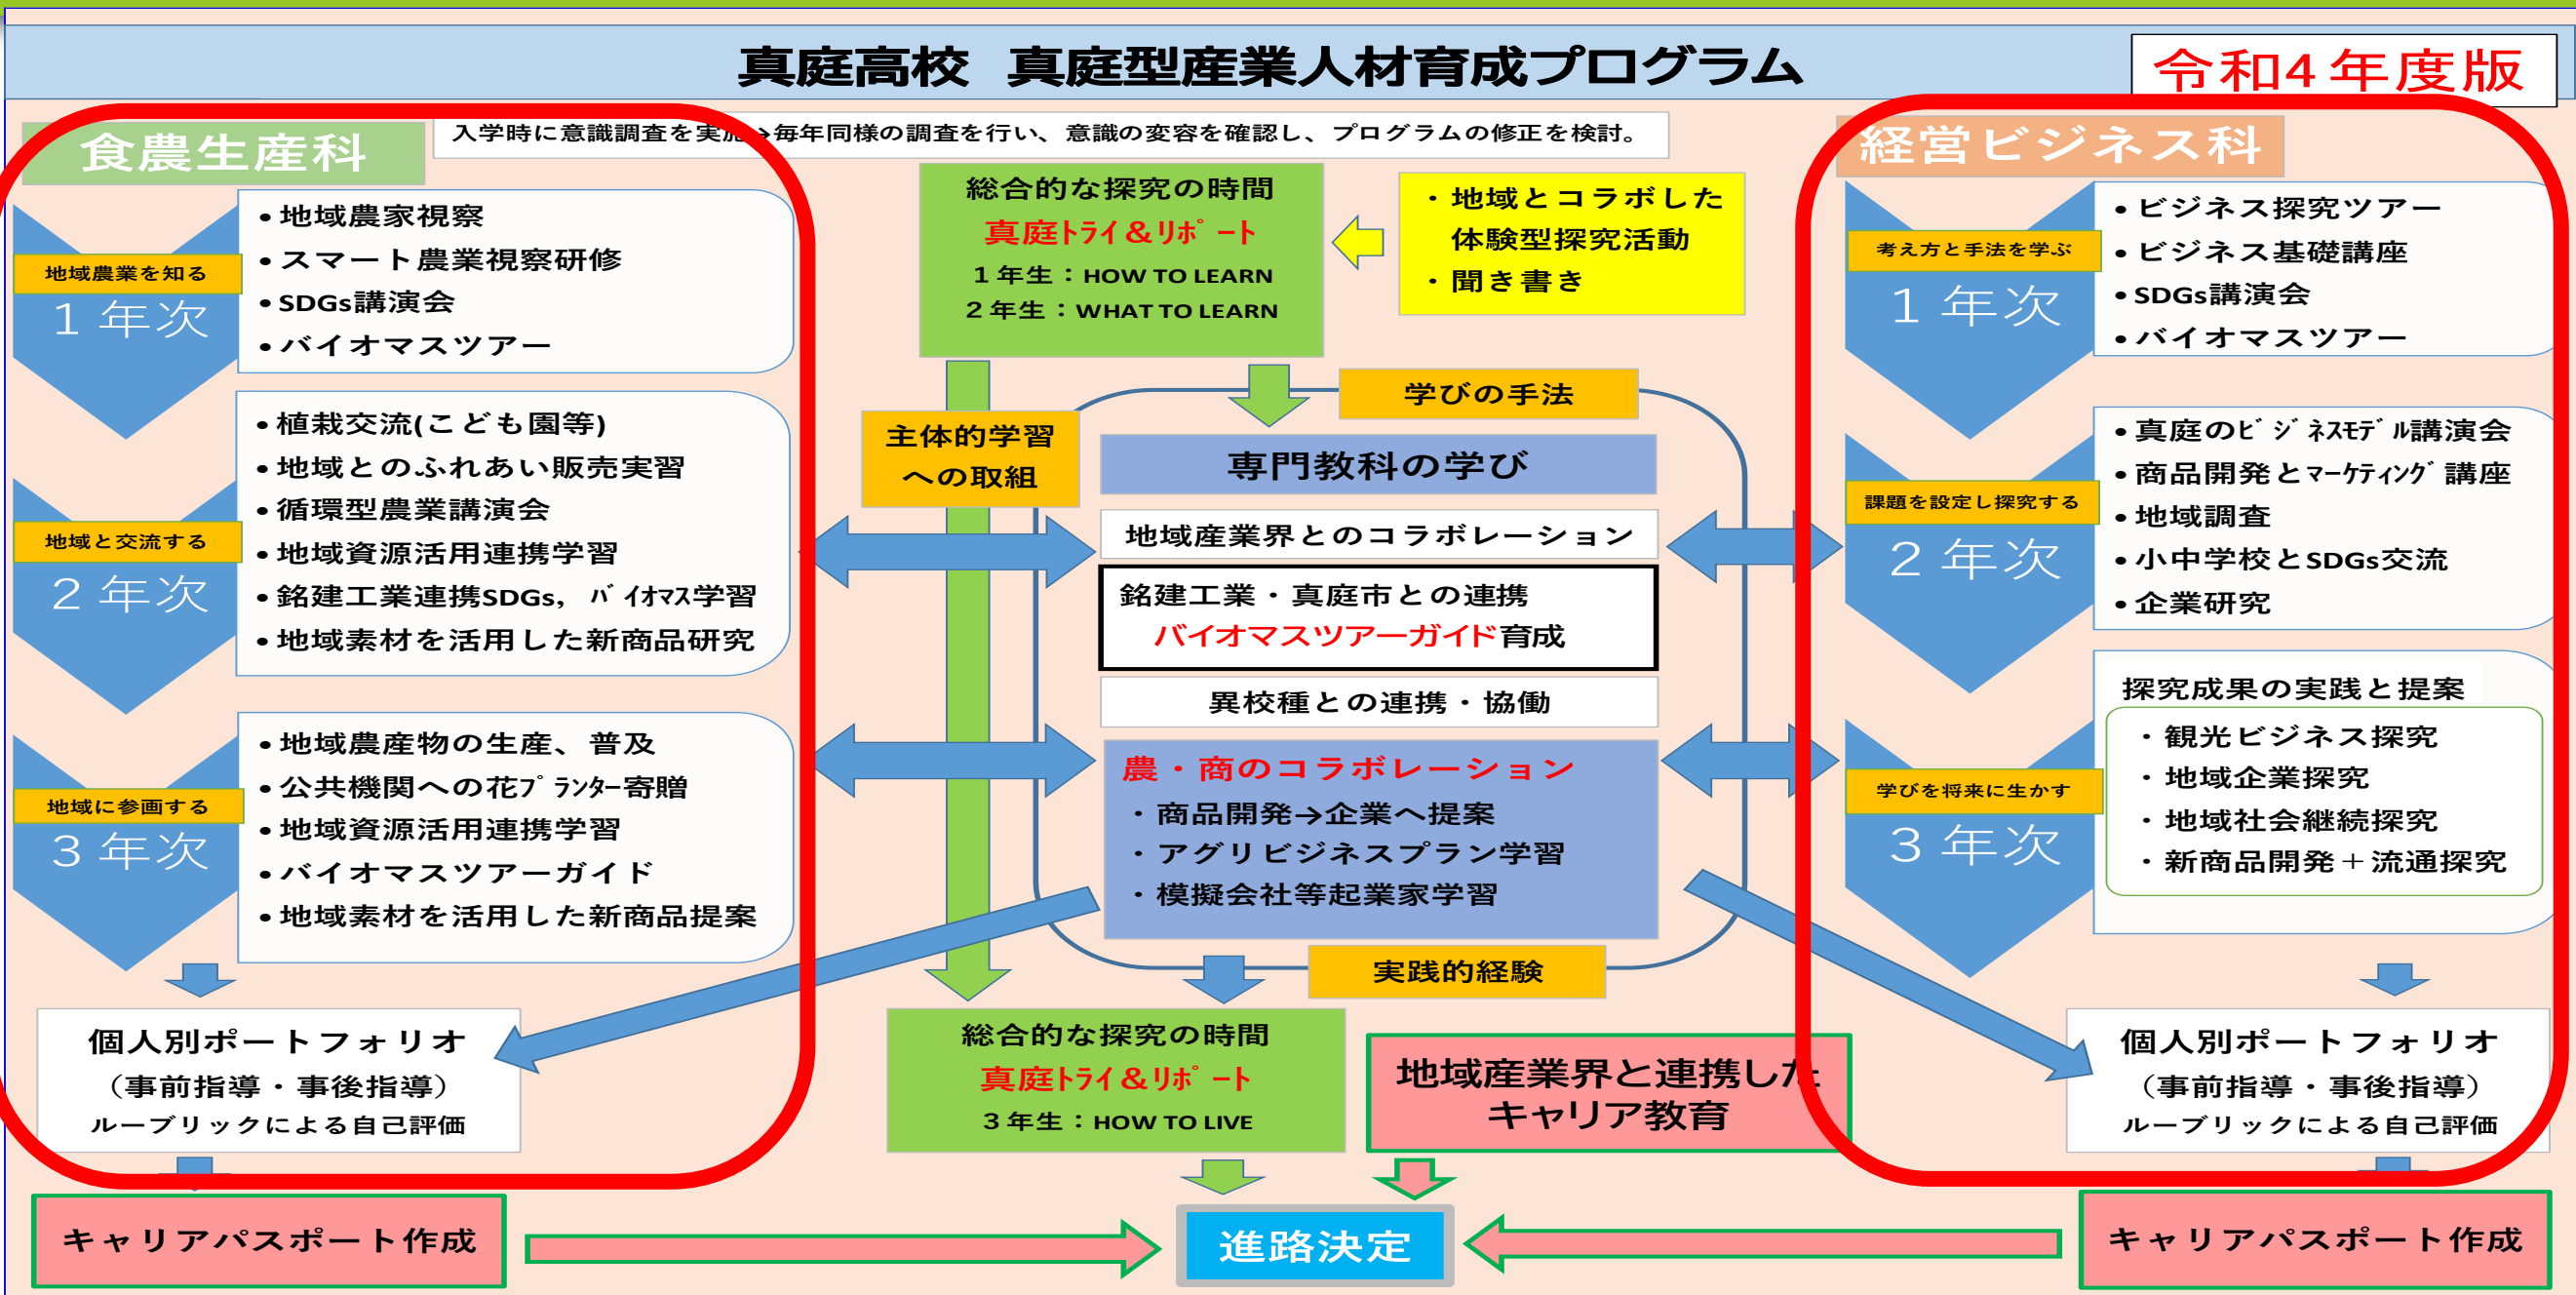 真庭高校 真庭型産業人材育成プログラム
令和4年度版
食農生産科
入学時に意識調査を実施→毎年同様の調査を行い、意識の変容を確認し、プログラムの修正を検討。
経営ビジネス科
地域農業を知る
1年次
•地域農家視察
•スマート農業視察研修
•SDGs講演会
•バイオマスツアー
地域と交流する
2年次
•植栽交流(こども園等)
•地域とのふれあい販売実習
•循環型農業講演会
•地域資源活用連携学習
•銘建工業連携SDGs，ﾊﾞｲｵﾏｽ学習
•地域素材を活用した新商品研究
地域に参画する
3年次
•地域農産物の生産、普及
•公共機関への花ﾌﾟﾗﾝﾀｰ寄贈
•地域資源活用連携学習
•バイオマスツアーガイド
•地域素材を活用した新商品提案
個人別ポートフォリオ
（事前指導・事後指導）
ルーブリックによる自己評価
キャリアパスポート作成
総合的な探究の時間
真庭ﾄﾗｲ＆ﾘﾎﾟｰﾄ
1年生：HOW TO LEARN
2年生：WHAT TO LEARN
・地域とコラボした
体験型探究活動
・聞き書き
学びの手法
主体的学習
への取組
専門教科の学び
地域産業界とのコラボレーション
銘建工業・真庭市との連携
バイオマスツアーガイド育成
異校種との連携・協働
農・商のコラボレーション
・商品開発→企業へ提案
・アグリビジネスプラン学習
・模擬会社等起業家学習
実践的経験
総合的な探究の時間
真庭ﾄﾗｲ＆ﾘﾎﾟｰﾄ
3年生：HOW TO LIVE
地域産業界と連携した
キャリア教育
進路決定
考え方と手法を学ぶ
1年次
•ビジネス探究ツアー
•ビジネス基礎講座
•SDGs講演会
•バイオマスツアー
課題を設定し探究する
2年次
•真庭のﾋﾞｼﾞﾈｽﾓﾃﾞﾙ講演会
•商品開発とﾏｰｹﾃｨﾝｸﾞ講座
•地域調査
•小中学校とSDGs交流
•企業研究
学びを将来に生かす
3年次
探究成果の実践と提案
・観光ビジネス探究
・地域企業探究
・地域社会継続探究
・新商品開発＋流通探究
個人別ポートフォリオ
（事前指導・事後指導）
ルーブリックによる自己評価
キャリアパスポート作成